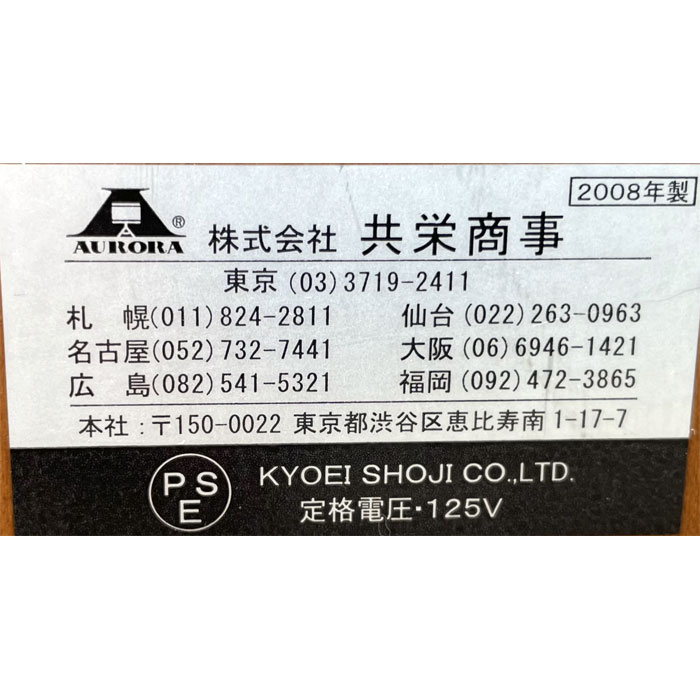 2008年製
AURORA ® 株式会社 共栄商事
東京 (03)3719-2411
札 幌(011)824-2811 仙台(022)263-0963
名古屋(052)732-7441 大阪(06)6946-1421
広 島(082)541-5321 福岡(092)472-3865
本社:〒150-0022 東京都渋谷区恵比寿南1-17-7
PSE KYOEI SHOJI CO.,LTD.
定格電圧・125V